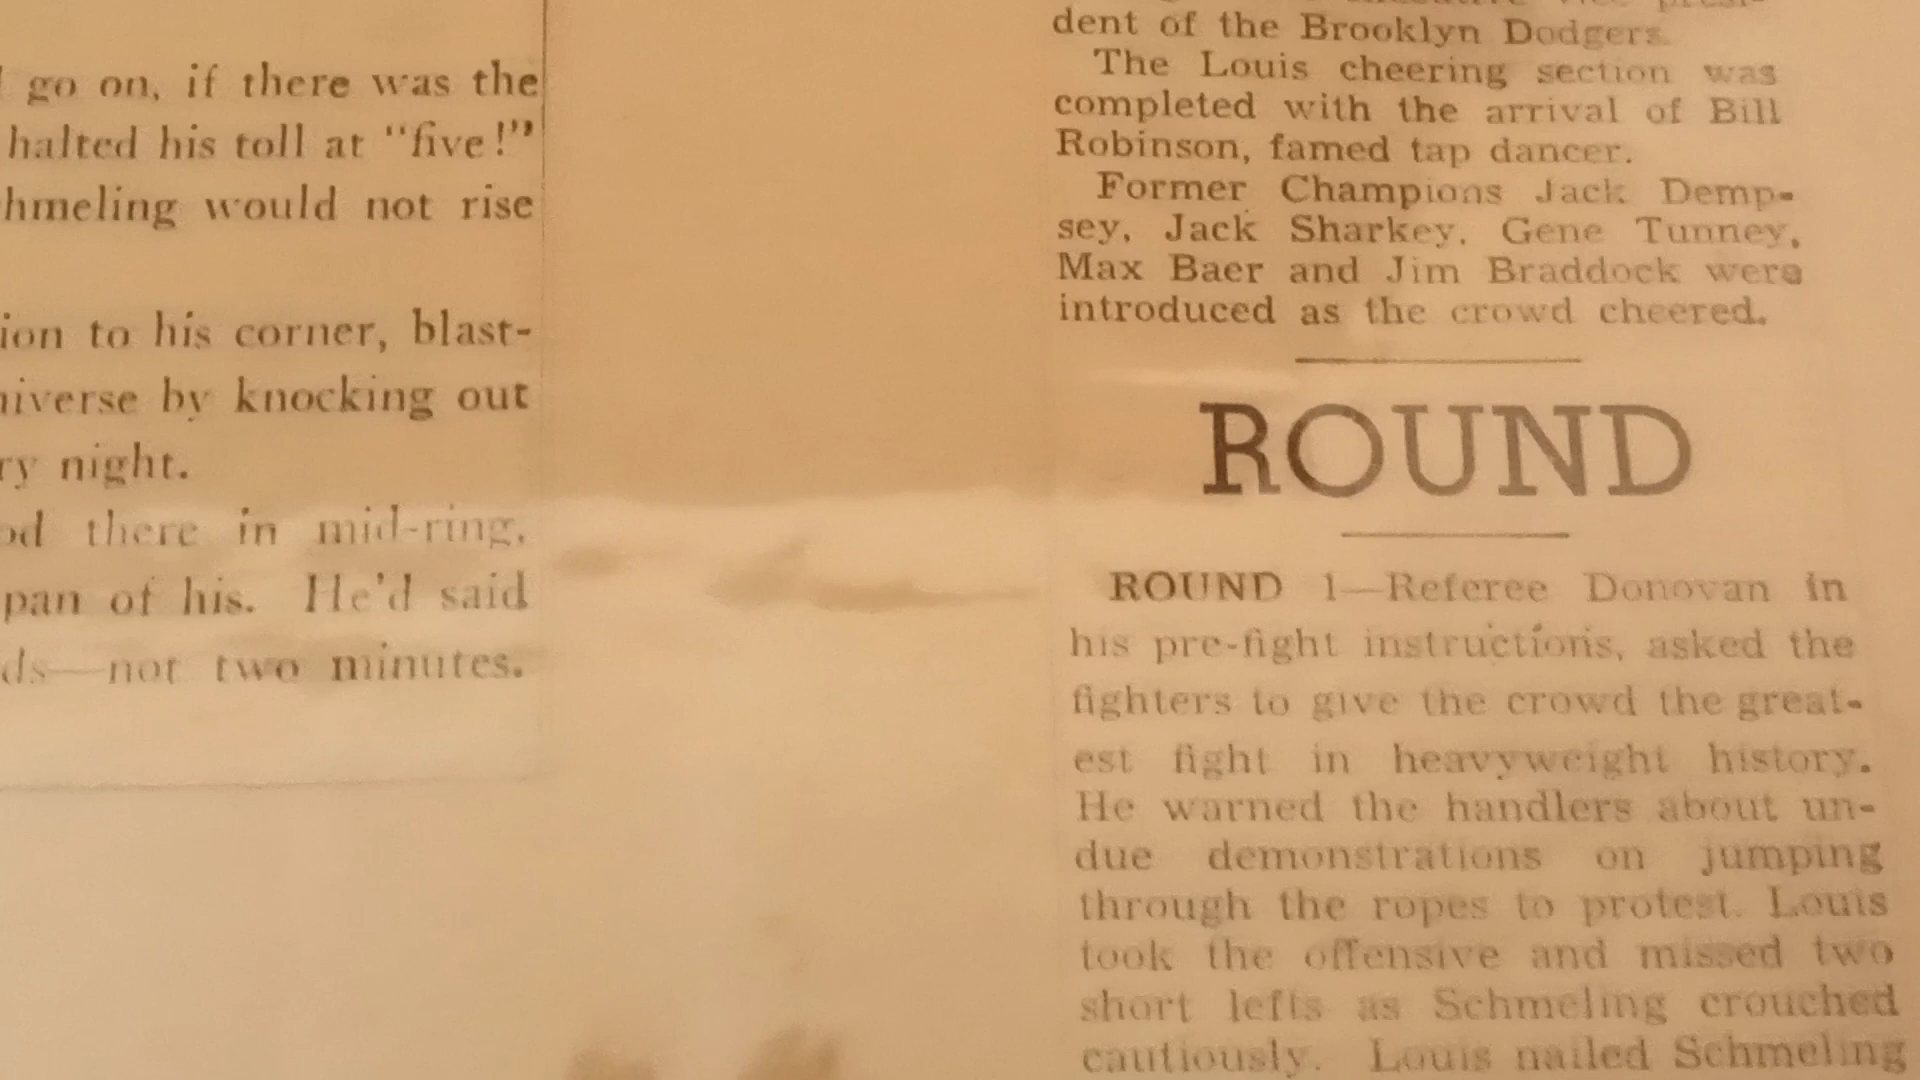 go on, if there was the
halted his toll at "five!"
hmeling would not rise
ion to his corner, blast-
niverse by knocking out
ry night.
od there in mid-ring,
pan of his. He'd said
ds—not two minutes.
dent of the Brooklyn Dodgers.
The Louis cheering section was
completed with the arrival of Bill
Robinson, famed tap dancer.
Former Champions Jack Demp-
sey, Jack Sharkey, Gene Tunney,
Max Baer and Jim Braddock were
introduced as the crowd cheered.
ROUND
ROUND 1—Referee Donovan in
his pre-fight instructions, asked the
fighters to give the crowd the great-
est fight in heavyweight history.
He warned the handlers about un-
due demonstrations on jumping
through the ropes to protest. Louis
took the offensive and missed two
short lefts as Schmeling crouched
cautiously. Louis nailed Schmeling